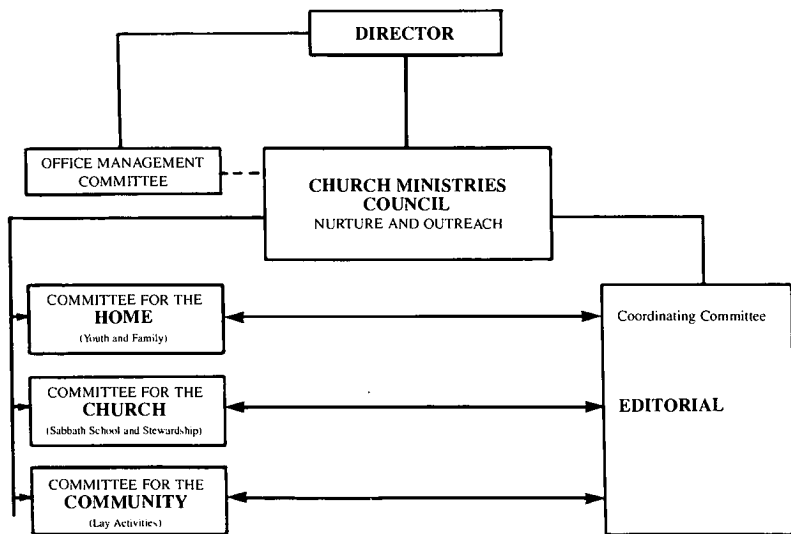 DIRECTOR
OFFICE MANAGEMENT
COMMITTEE
CHURCH MINISTRIES
COUNCIL
NURTURE AND OUTREACH
COMMITTEE FOR THE
HOME
(Youth and Family)
Coordinating Committee
COMMITTEE FOR THE
CHURCH
(Sabbath School and Stewardship)
EDITORIAL
COMMITTEE FOR THE
COMMUNITY
(Lay Activities)